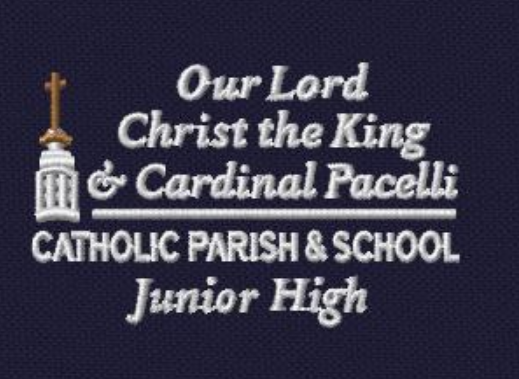 Our Lord
Christ the King
& Cardinal Pacelli
CATHOLIC PARISH & SCHOOL
Junior High